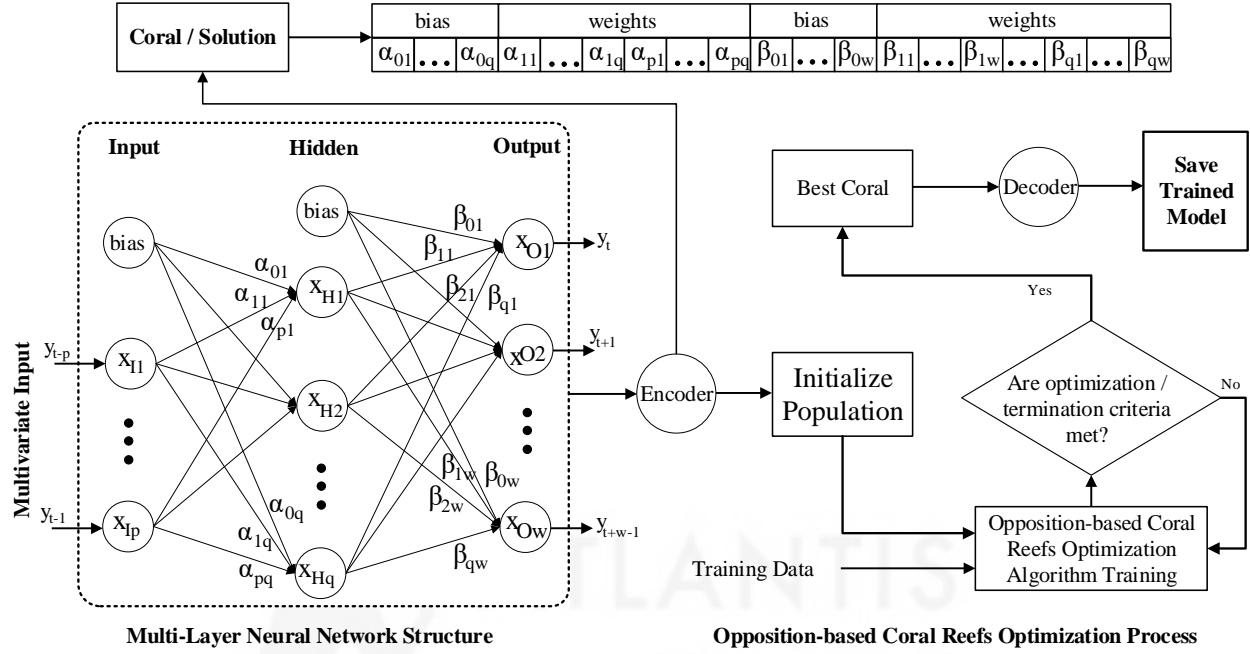 Coral / Solution
bias weights bias weights
α01 ... α0q α11 ... α1q αp1 ... αpq β01 ... β0w β11 ... β1w ... βq1 ... βqw
Input Hidden Output
bias
bias
xI1
xIp
xH1
xH2
xHq
xO1
xO2
xOw
α01
α11
αp1
α0q
α1q
αpq
β01
β11
β21
βq1
β1w
β2w
β0w
βqw
Multivariate Input
yt-p
yt-1
yt
yt+1
yt+w-1
Encoder
Initialize
Population
Best Coral
Decoder
Save
Trained
Model
Yes
No
Are optimization /
termination criteria
met?
Opposition-based Coral
Reefs Optimization
Algorithm Training
Training Data
ATLANTIS
Multi-Layer Neural Network Structure
Opposition-based Coral Reefs Optimization Process